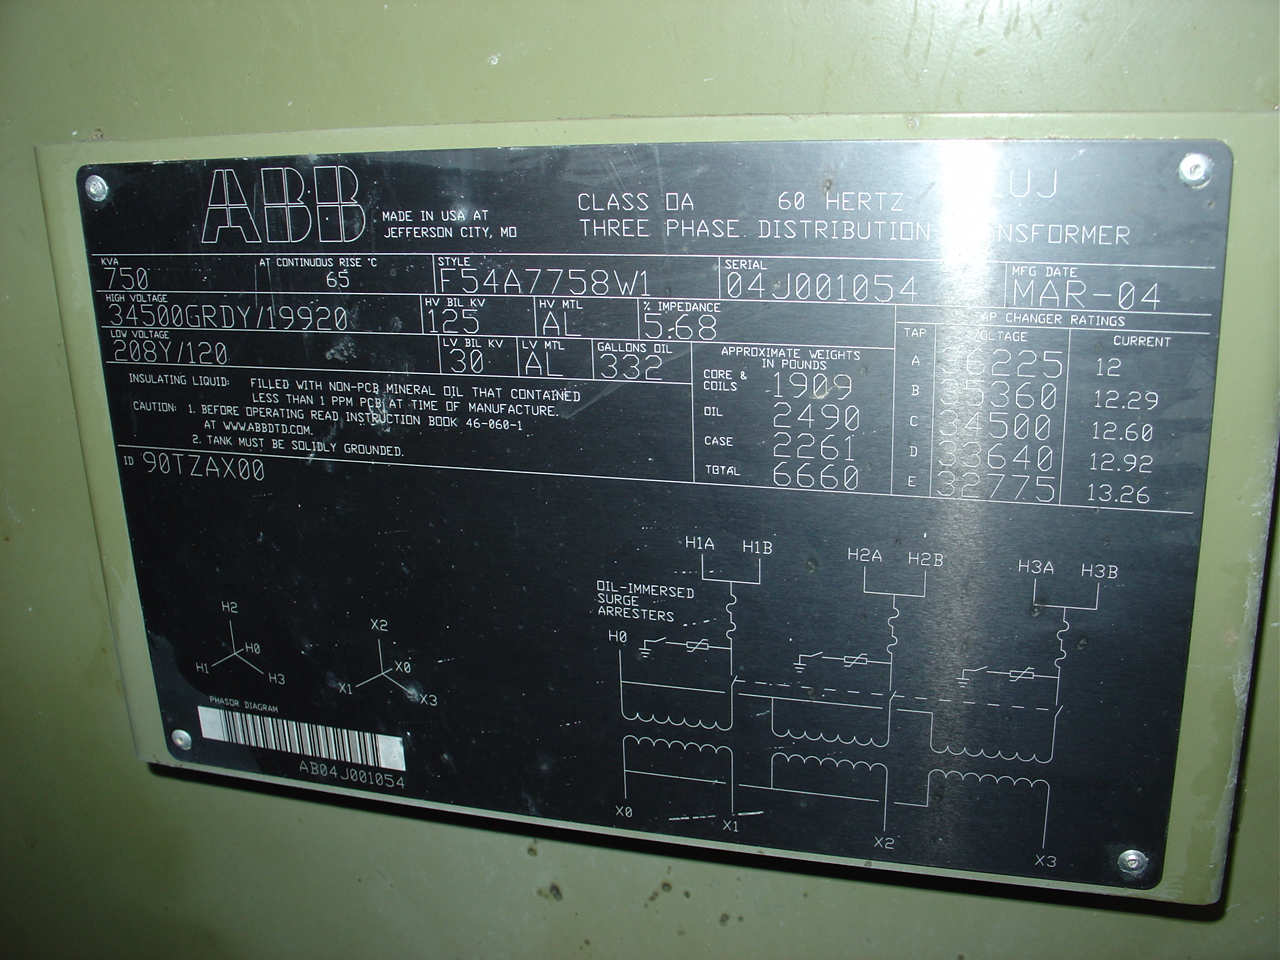 ABB
MADE IN USA AT
JEFFERSON CITY, MO
CLASS OA 60 HERTZ UJ
THREE PHASE DISTRIBUTION TRANSFORMER
KVA
750
AT CONTINUOUS RISE °C
65
STYLE
F54A7758W1
SERIAL
04J001054
MFG DATE
MAR-04
HIGH VOLTAGE
34500GRDY/19920
HV BIL KV
125
HV MTL
AL
% IMPEDANCE
5.68
LOW VOLTAGE
208Y/120
LV BIL KV
30
LV MTL
AL
GALLONS OIL
332
APPROXIMATE WEIGHTS
IN POUNDS
CORE &
COILS 1909
OIL 2490
CASE 2261
TOTAL 6660
TAP CHANGER RATINGS
TAP VOLTAGE CURRENT
A 36225 12
B 35360 12.29
C 34500 12.60
D 33640 12.92
E 32775 13.26
INSULATING LIQUID: FILLED WITH NON-PCB MINERAL OIL THAT CONTAINED
LESS THAN 1 PPM PCB AT TIME OF MANUFACTURE.
CAUTION: 1. BEFORE OPERATING READ INSTRUCTION BOOK 46-060-1
AT WWW.ABBDTD.COM.
2. TANK MUST BE SOLIDLY GROUNDED.
ID 90TZAX00
H1A H1B H2A H2B H3A H3B
OIL-IMMERSED
SURGE
ARRESTERS
H0
H2
H0
H1
H3
X2
X0
X1
X3
PHASOR DIAGRAM
AB04J001054
X0 X1 X2 X3